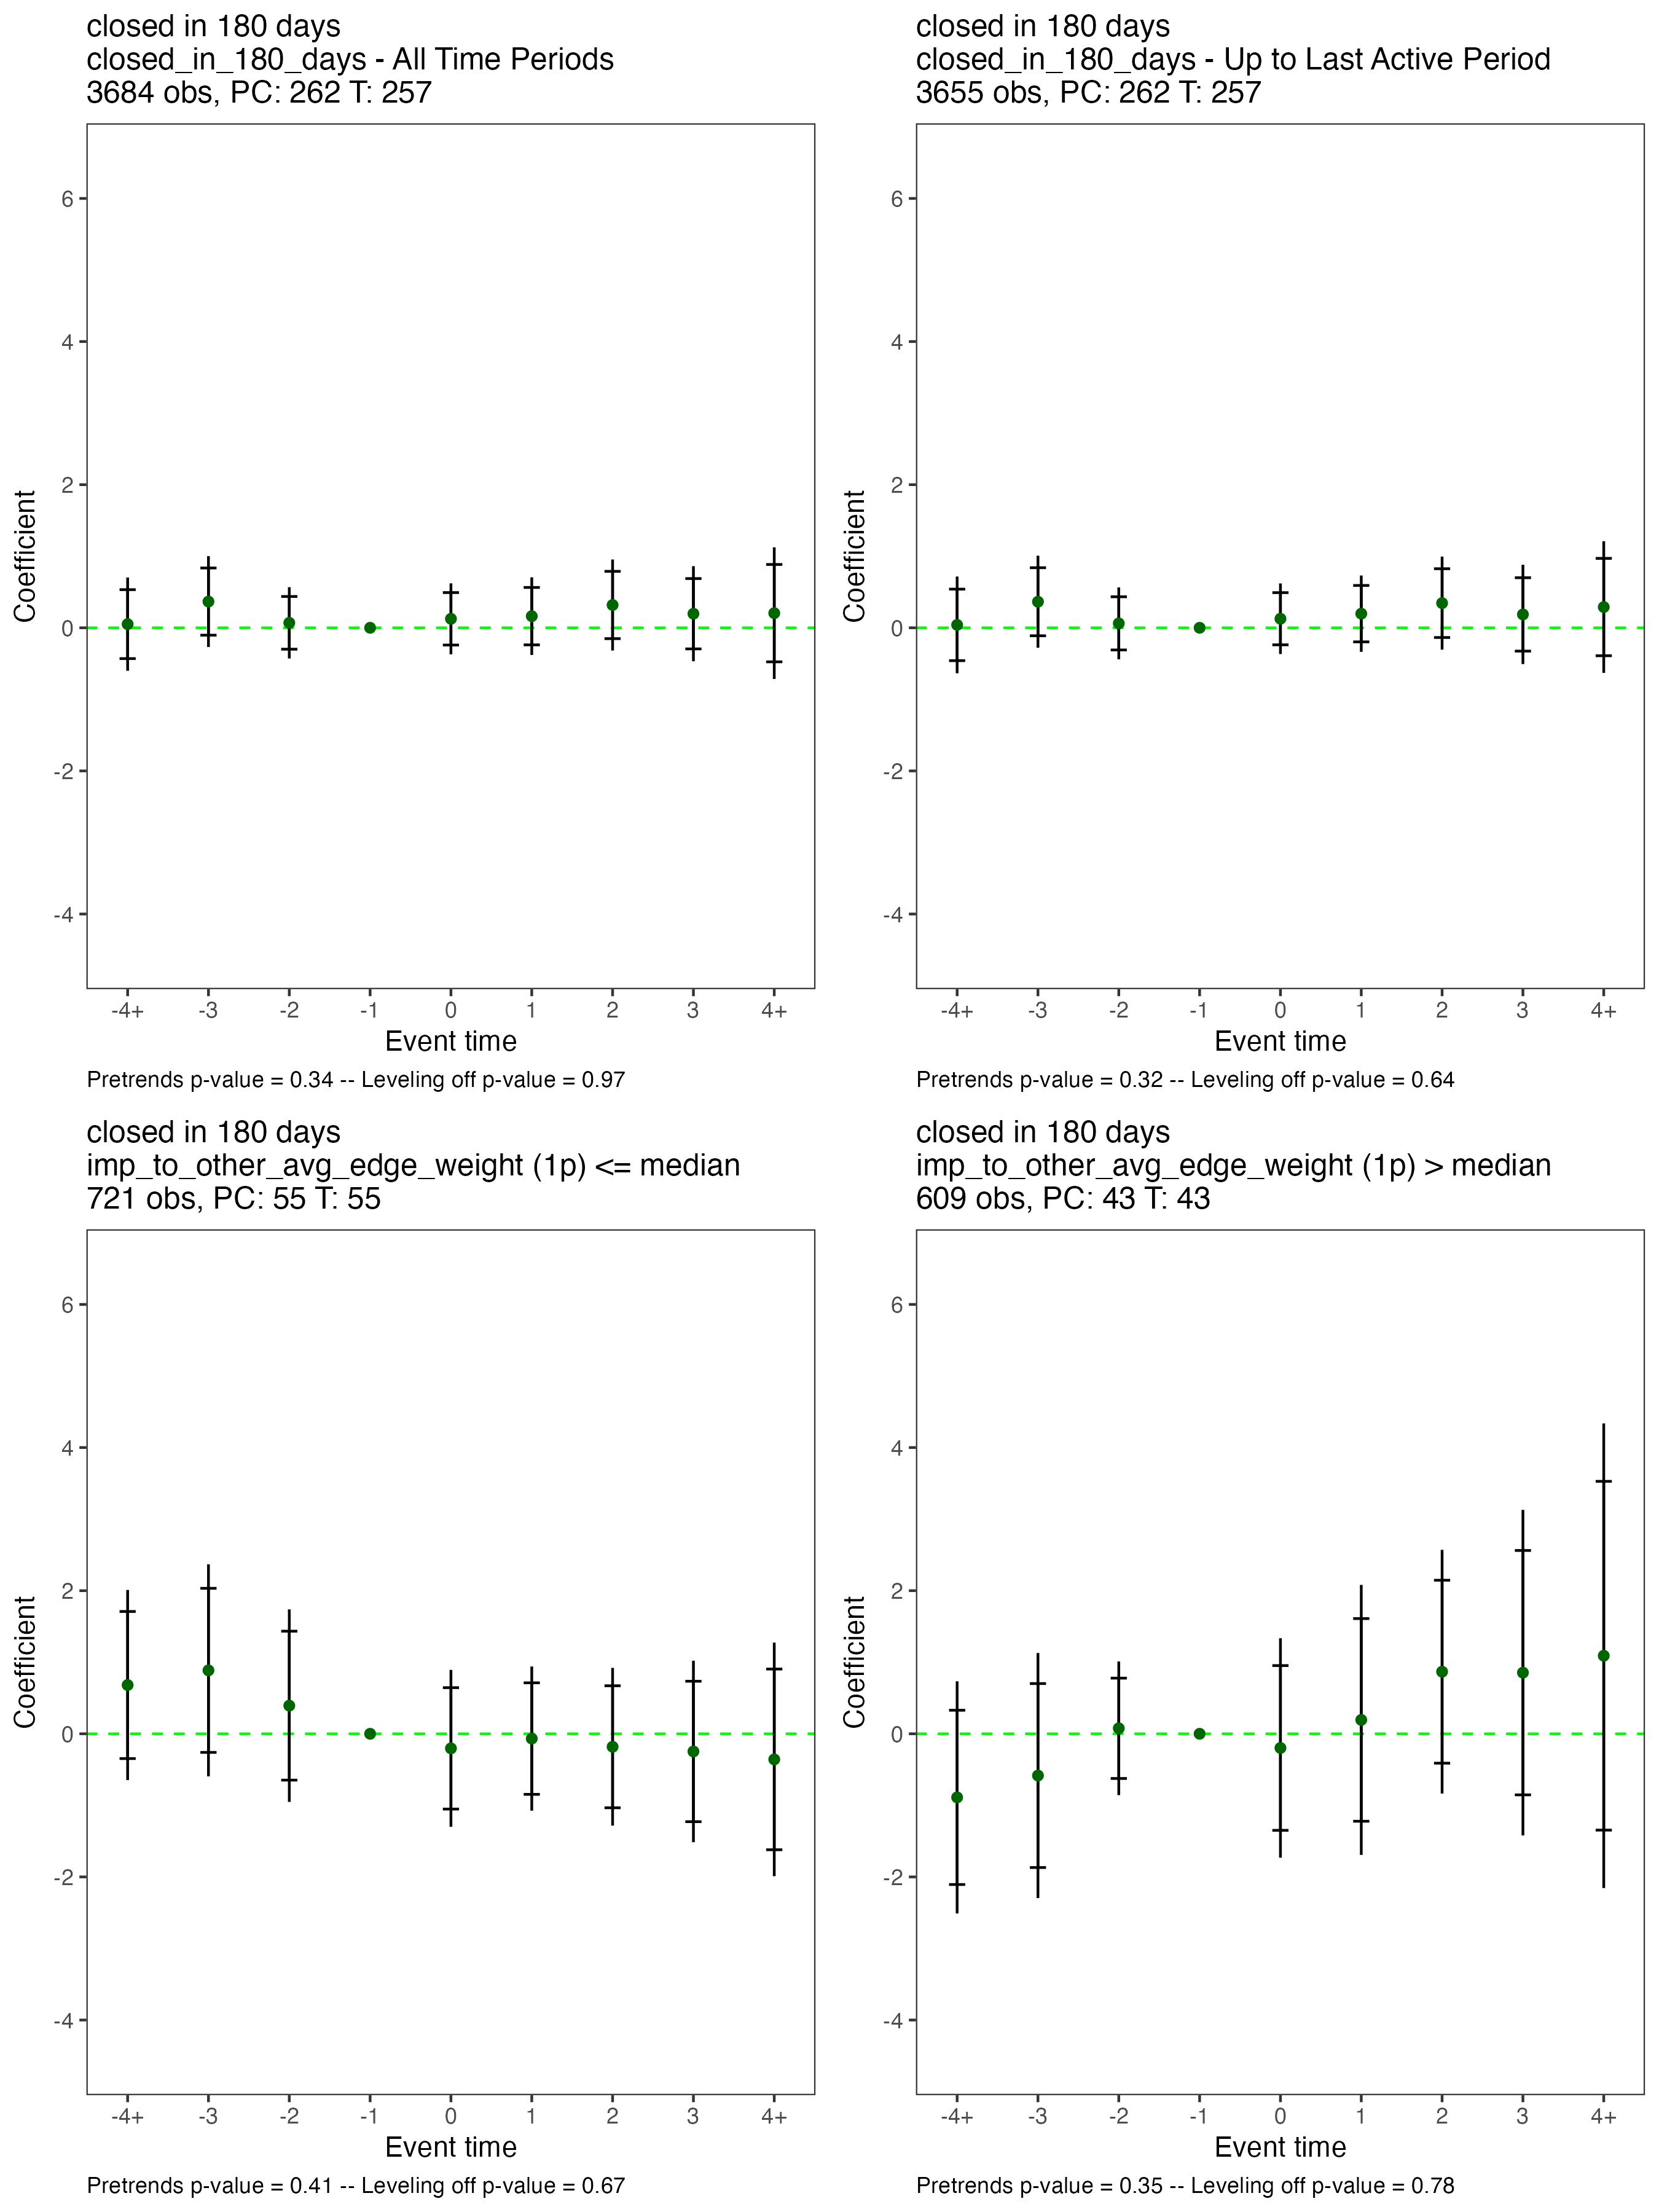 closed in 180 days
closed_in_180_days - All Time Periods
3684 obs, PC: 262 T: 257
6
4
2
0
-2
-4
Coefficient
-4+ -3 -2 -1 0 1 2 3 4+
Event time
Pretrends p-value = 0.34 -- Leveling off p-value = 0.97
closed in 180 days
closed_in_180_days - Up to Last Active Period
3655 obs, PC: 262 T: 257
6
4
2
0
-2
-4
Coefficient
-4+ -3 -2 -1 0 1 2 3 4+
Event time
Pretrends p-value = 0.32 -- Leveling off p-value = 0.64
closed in 180 days
imp_to_other_avg_edge_weight (1p) <= median
721 obs, PC: 55 T: 55
6
4
2
0
-2
-4
Coefficient
-4+ -3 -2 -1 0 1 2 3 4+
Event time
Pretrends p-value = 0.41 -- Leveling off p-value = 0.67
closed in 180 days
imp_to_other_avg_edge_weight (1p) > median
609 obs, PC: 43 T: 43
6
4
2
0
-2
-4
Coefficient
-4+ -3 -2 -1 0 1 2 3 4+
Event time
Pretrends p-value = 0.35 -- Leveling off p-value = 0.78